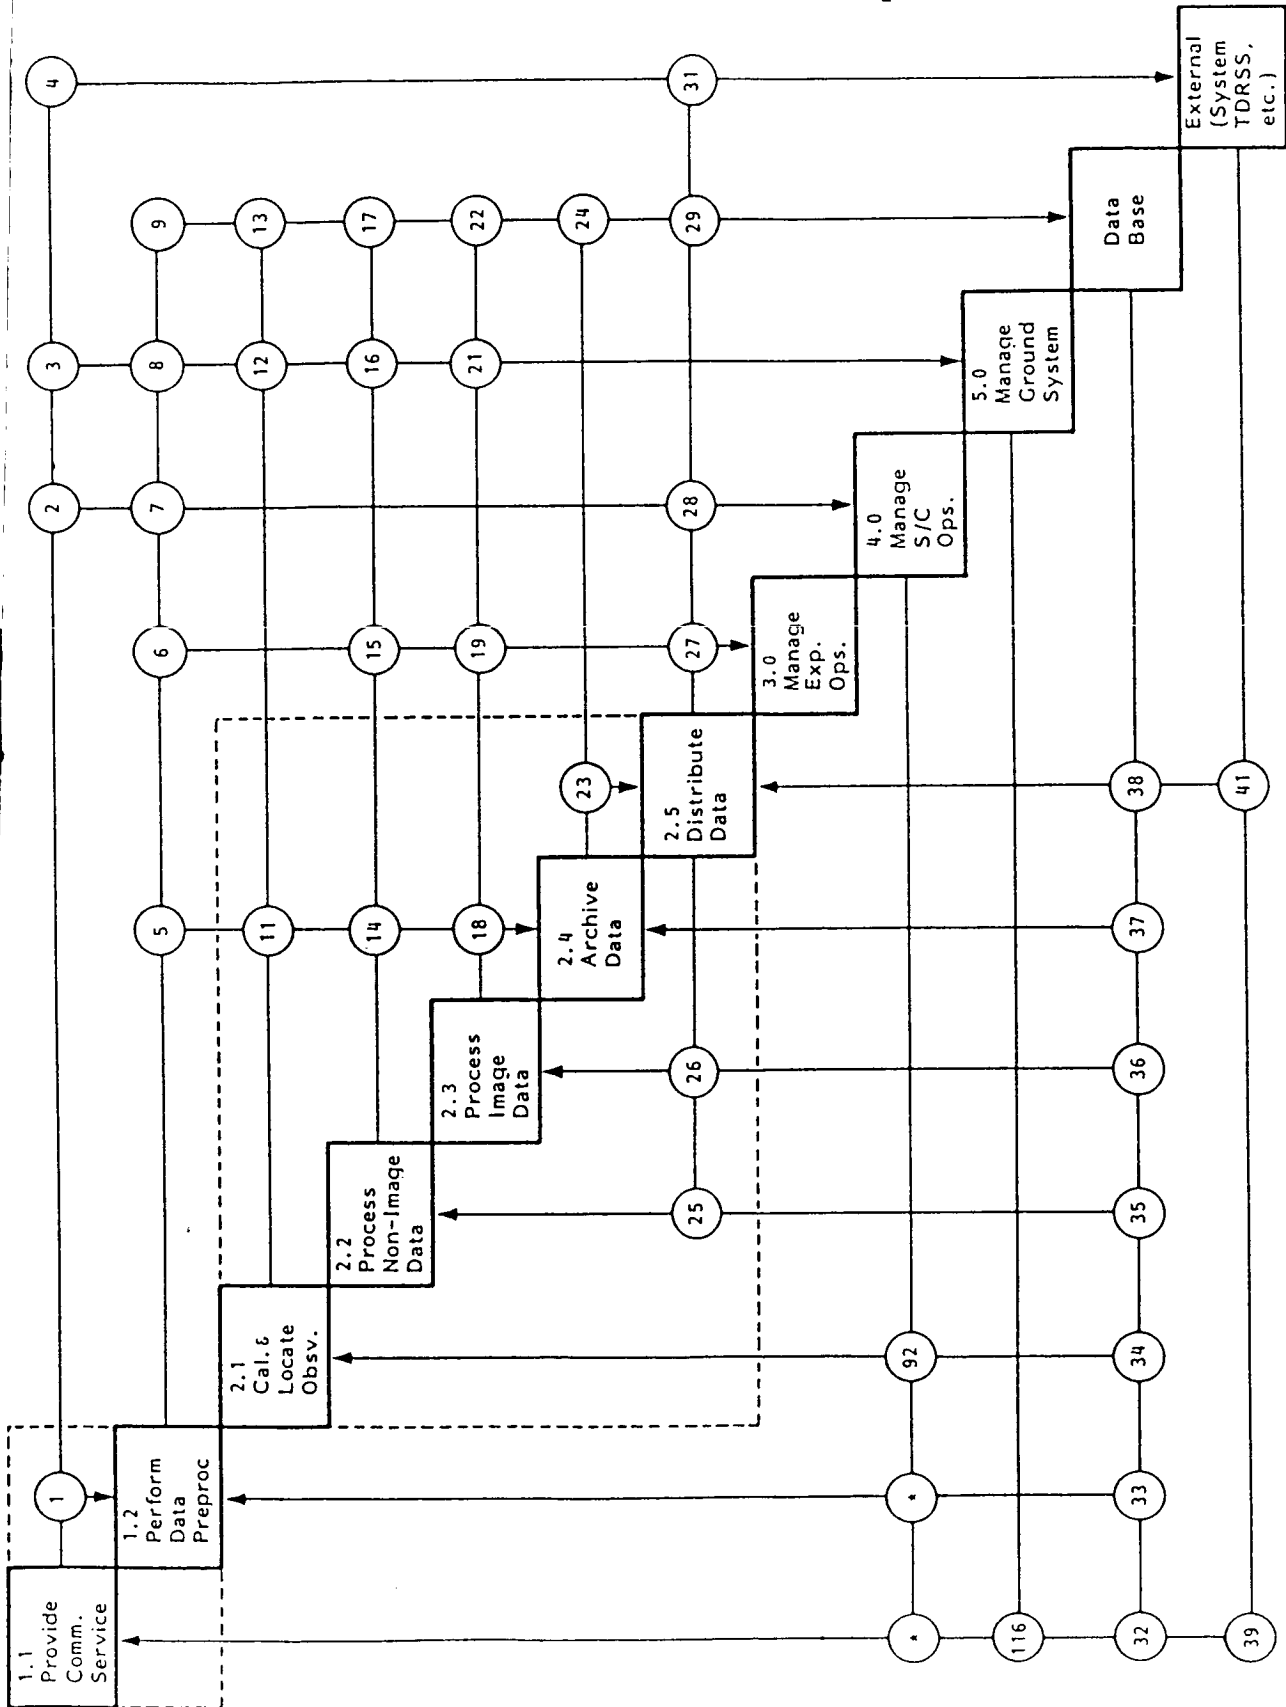 1.1
Provide
Comm.
Service
1
2
3
4
1.2
Perform
Data
Preproc
5
6
7
8
9
2.1
Cal. &
Locate
Obsv.
11
12
13
2.2
Process
Non-Image
Data
14
15
16
17
2.3
Process
Image
Data
18
19
21
22
2.4
Archive
Data
23
24
25
26
2.5
Distribute
Data
27
28
29
31
3.0
Manage
Exp.
Ops.
*
*
92
4.0
Manage
S/C
Ops.
116
5.0
Manage
Ground
System
32
33
34
35
36
37
38
Data
Base
39
41
External
(System
TDRSS,
etc.)